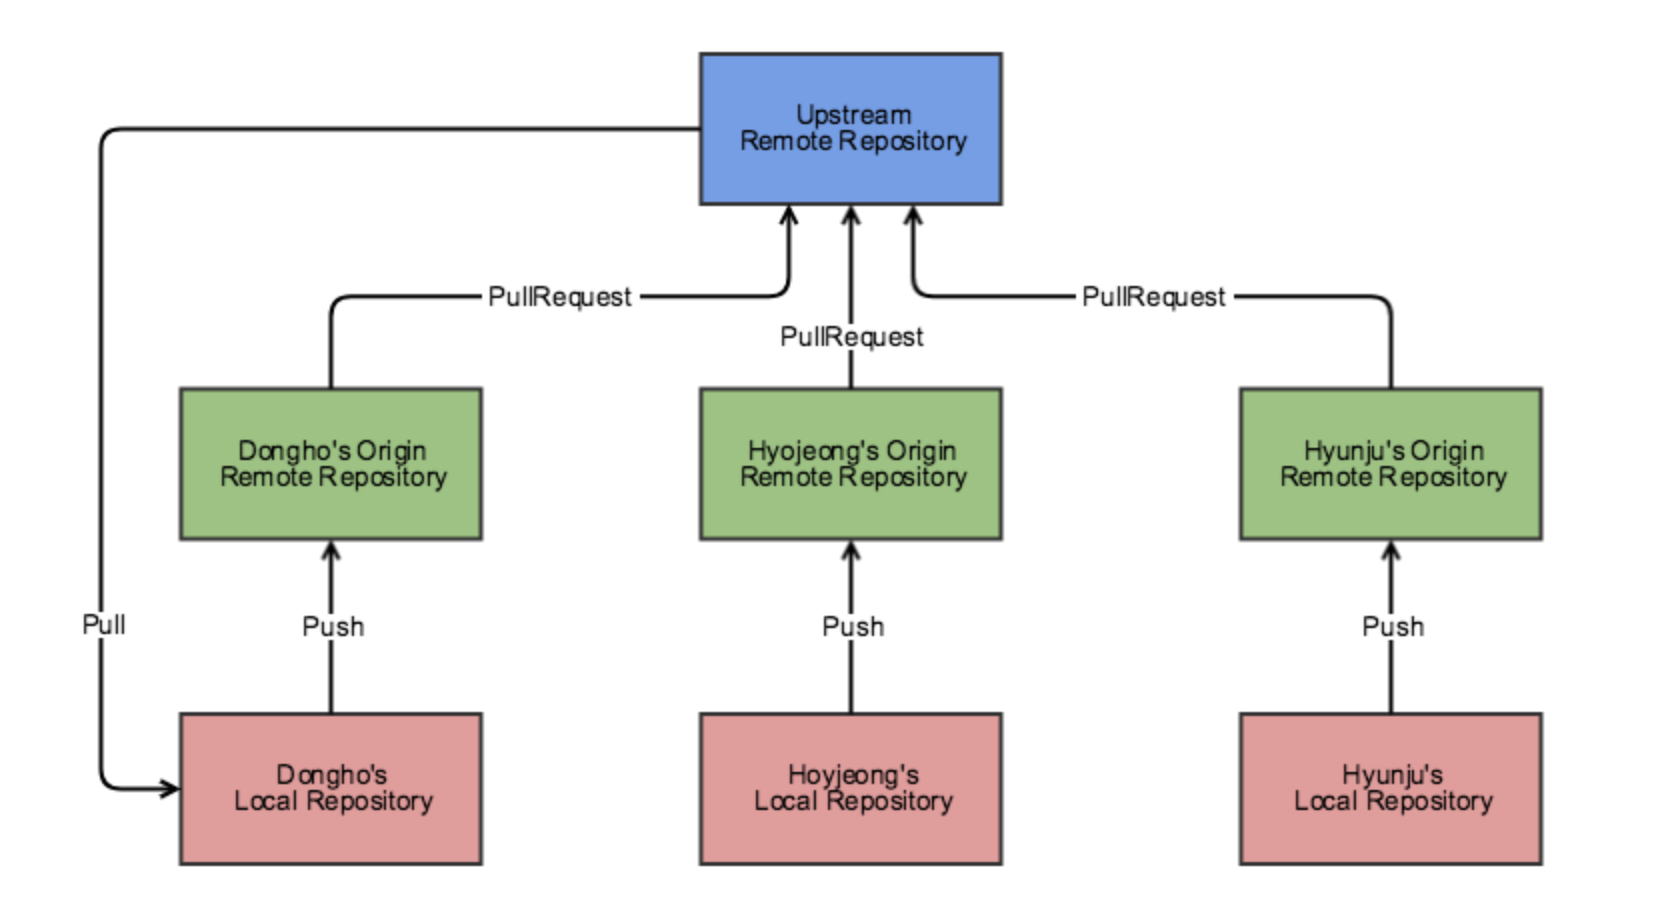 Upstream
Remote Repository
PullRequest
PullRequest
PullRequest
Dongho's Origin
Remote Repository
Hyojeong's Origin
Remote Repository
Hyunju's Origin
Remote Repository
Pull
Push
Push
Push
Dongho's
Local Repository
Hoyjeong's
Local Repository
Hyunju's
Local Repository